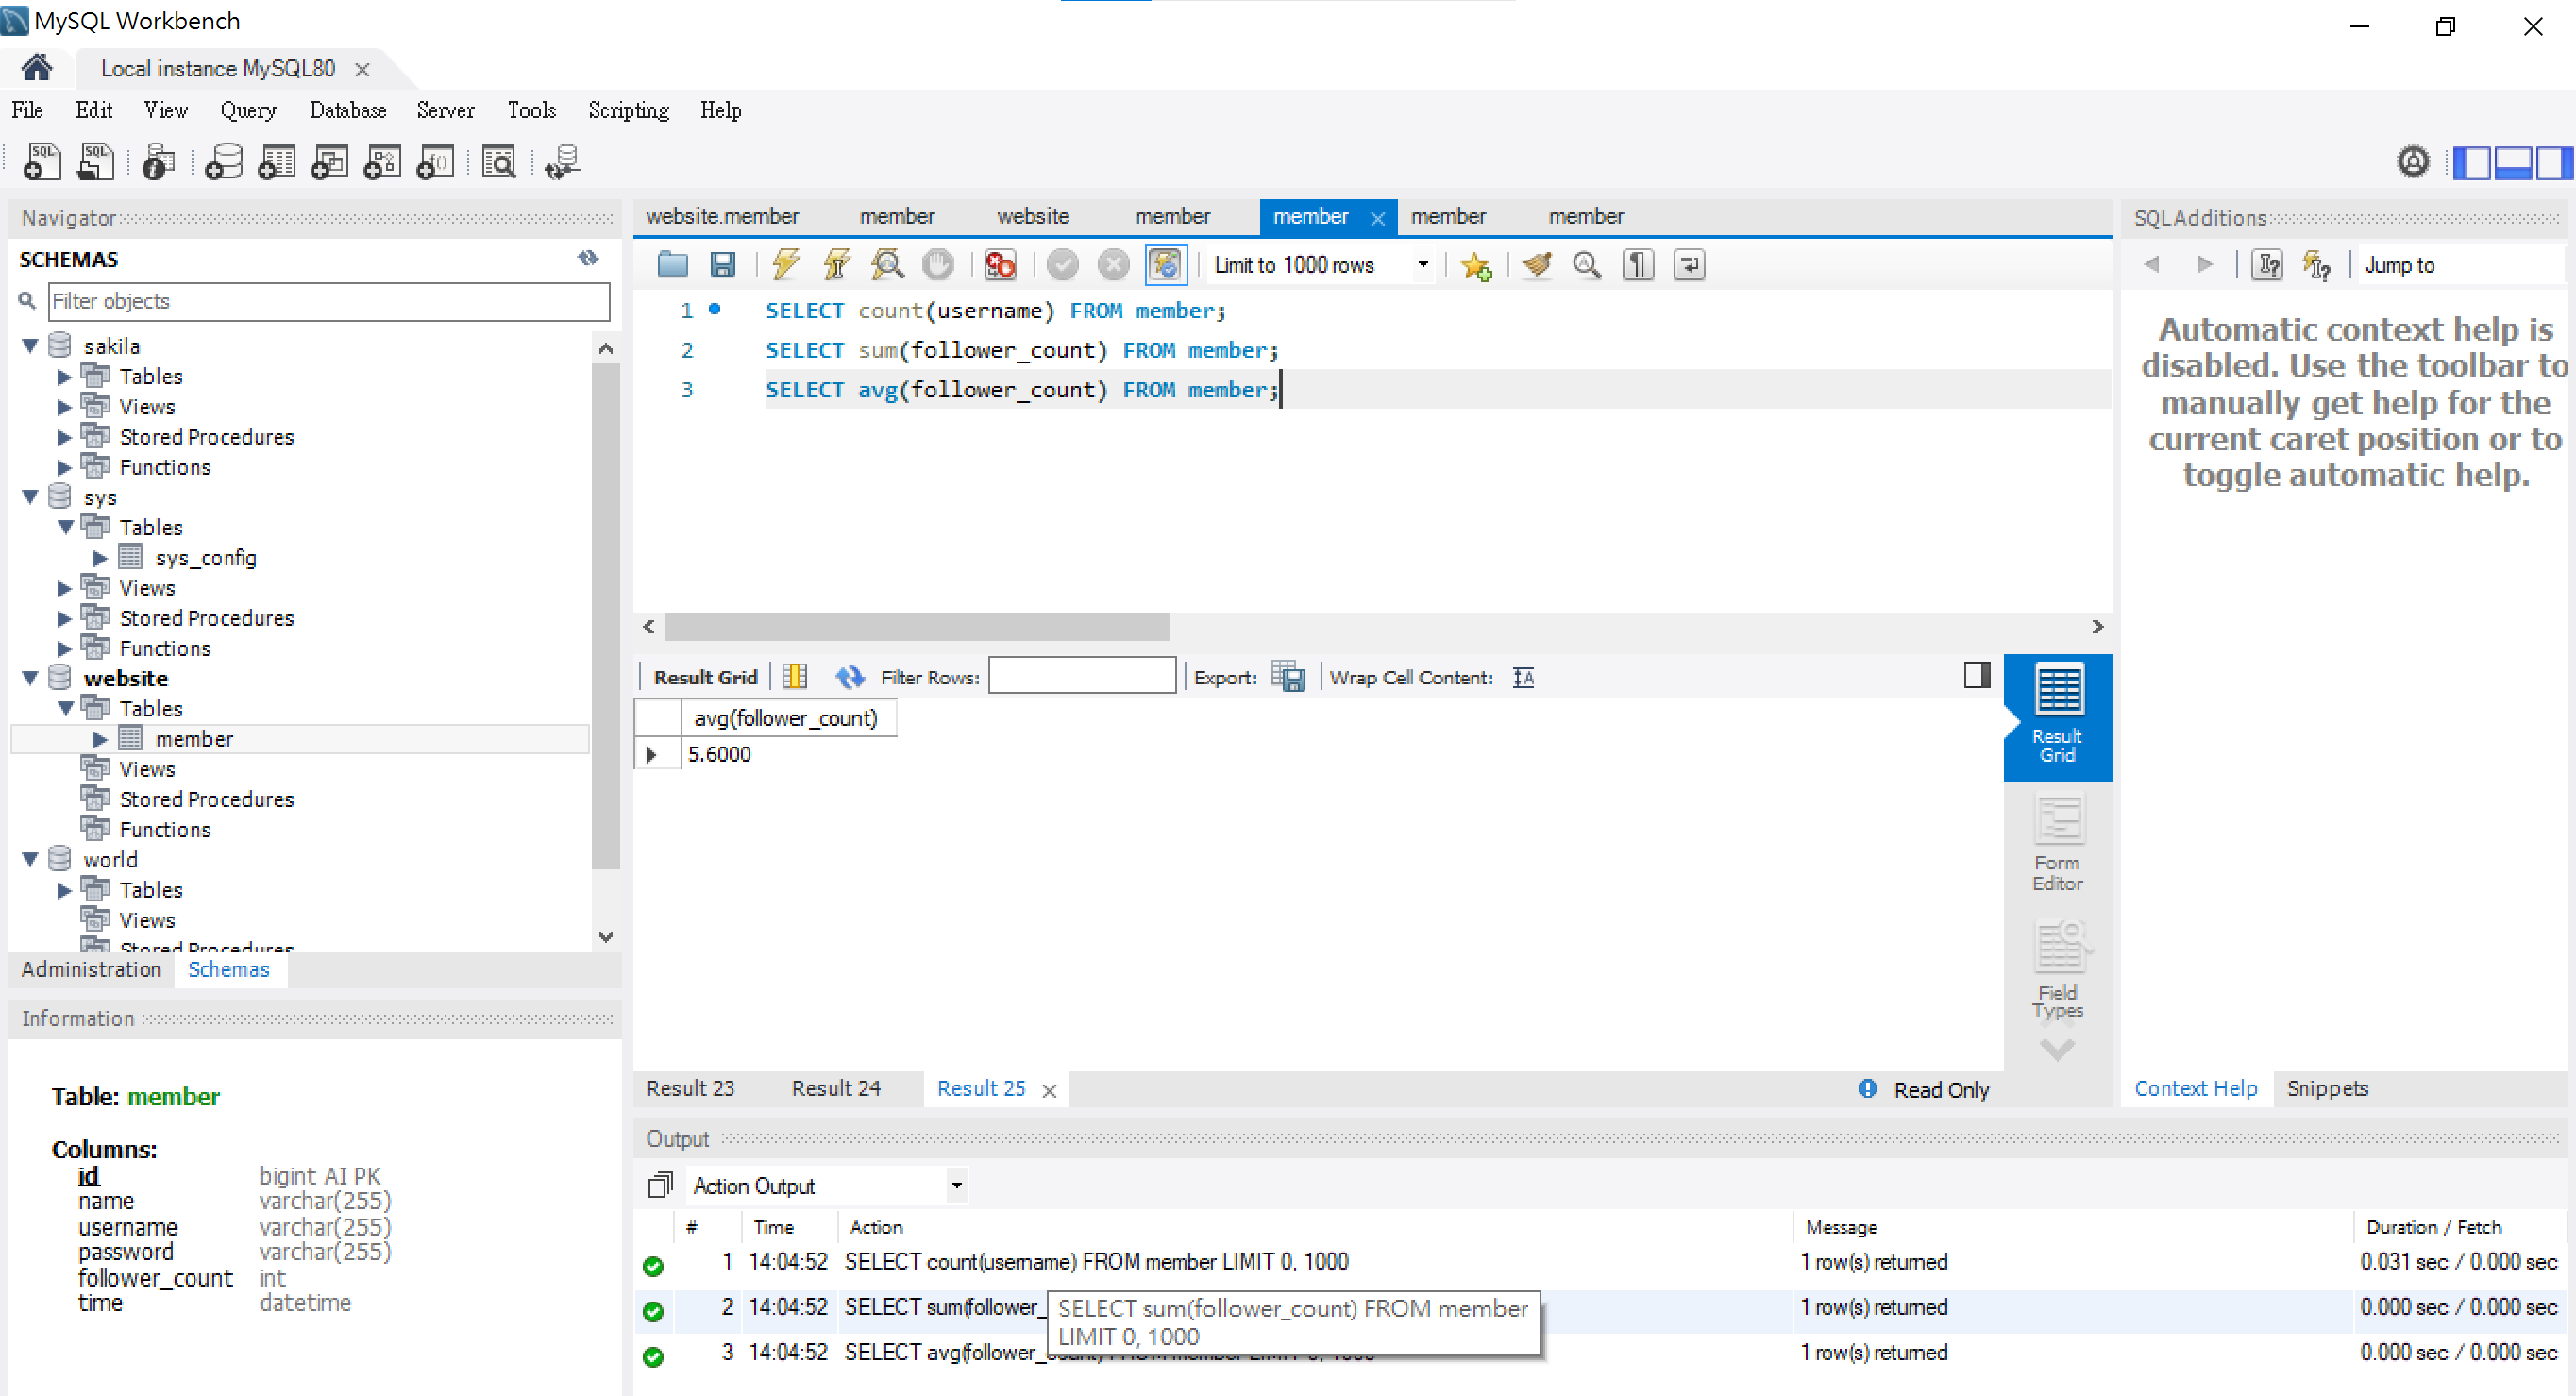 MySQL Workbench
Local instance MySQL80
File Edit View Query Database Server Tools Scripting Help
Navigator
SCHEMAS
Filter objects
sakila
Tables
Views
Stored Procedures
Functions
sys
Tables
sys_config
Views
Stored Procedures
Functions
website
Tables
member
Views
Stored Procedures
Functions
world
Tables
Views
Stored Procedures
Administration Schemas
Information
Table: member
Columns:
id bigint AI PK
name varchar(255)
username varchar(255)
password varchar(255)
follower_count int
time datetime
website.member member website member member member member
Limit to 1000 rows
1 SELECT count(username) FROM member;
2 SELECT sum(follower_count) FROM member;
3 SELECT avg(follower_count) FROM member;
Result Grid Filter Rows: Export: Wrap Cell Content:
avg(follower_count)
5.6000
Result
Grid
Form
Editor
Field
Types
Result 23 Result 24 Result 25 Read Only
SQLAdditions
Jump to
Automatic context help is
disabled. Use the toolbar to
manually get help for the
current caret position or to
toggle automatic help.
Context Help Snippets
Output
Action Output
# Time Action Message Duration / Fetch
1 14:04:52 SELECT count(username) FROM member LIMIT 0, 1000 1 row(s) returned 0.031 sec / 0.000 sec
2 14:04:52 SELECT sum(follower_ 1 row(s) returned 0.000 sec / 0.000 sec
SELECT sum(follower_count) FROM member
LIMIT 0, 1000
3 14:04:52 SELECT avg(follower_count) FROM member LIMIT 0, 1000 1 row(s) returned 0.000 sec / 0.000 sec